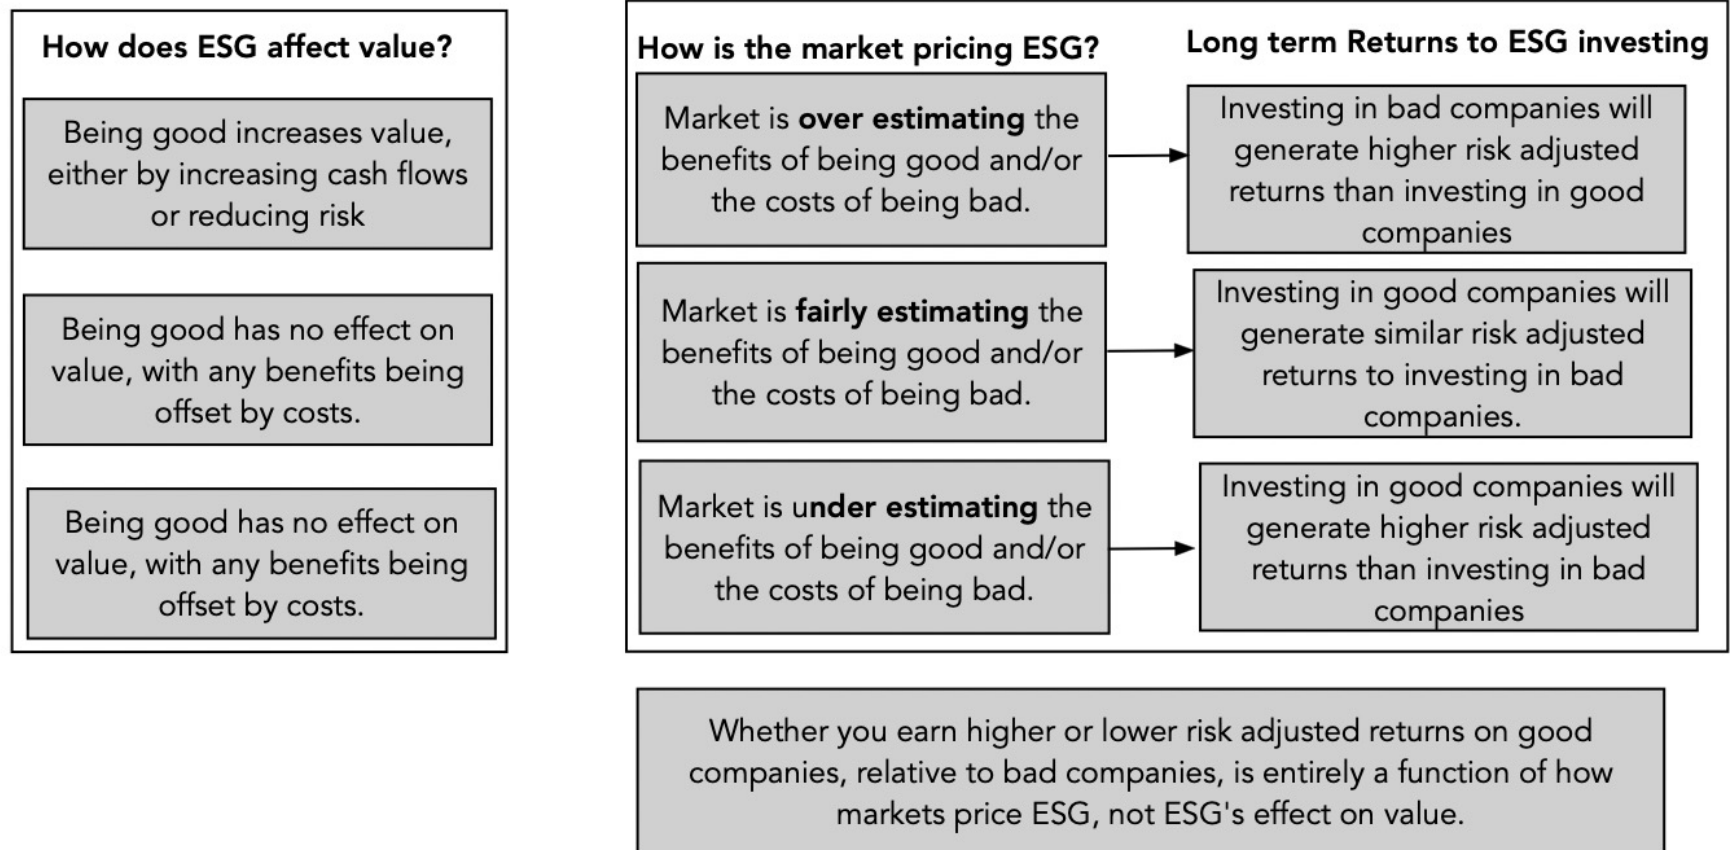 How does ESG affect value?
Being good increases value,
either by increasing cash flows
or reducing risk
Being good has no effect on
value, with any benefits being
offset by costs.
Being good has no effect on
value, with any benefits being
offset by costs.
How is the market pricing ESG?
Long term Returns to ESG investing
Market is over estimating the
benefits of being good and/or
the costs of being bad.
Investing in bad companies will
generate higher risk adjusted
returns than investing in good
companies
Market is fairly estimating the
benefits of being good and/or
the costs of being bad.
Investing in good companies will
generate similar risk adjusted
returns to investing in bad
companies.
Market is under estimating the
benefits of being good and/or
the costs of being bad.
Investing in good companies will
generate higher risk adjusted
returns than investing in bad
companies
Whether you earn higher or lower risk adjusted returns on good
companies, relative to bad companies, is entirely a function of how
markets price ESG, not ESG's effect on value.